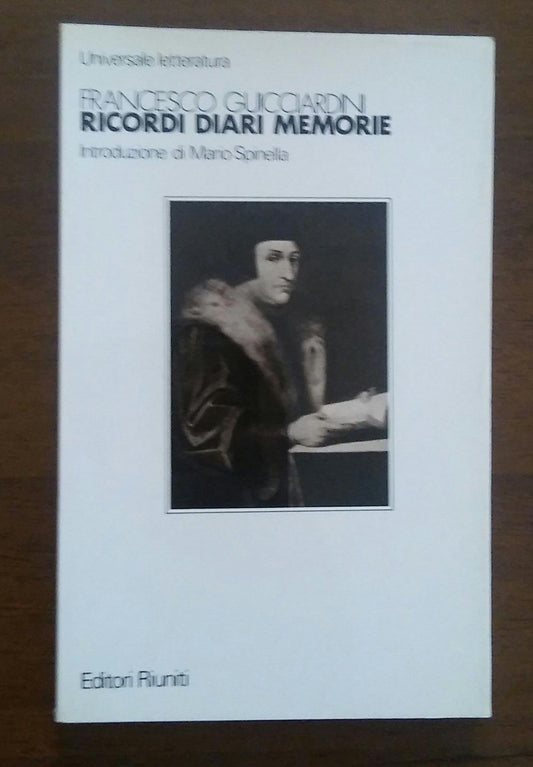 Universale letteratura
FRANCESCO GUICCIARDINI
RICORDI DIARI MEMORIE
Introduzione di Mario Spinella
Editori Riuniti